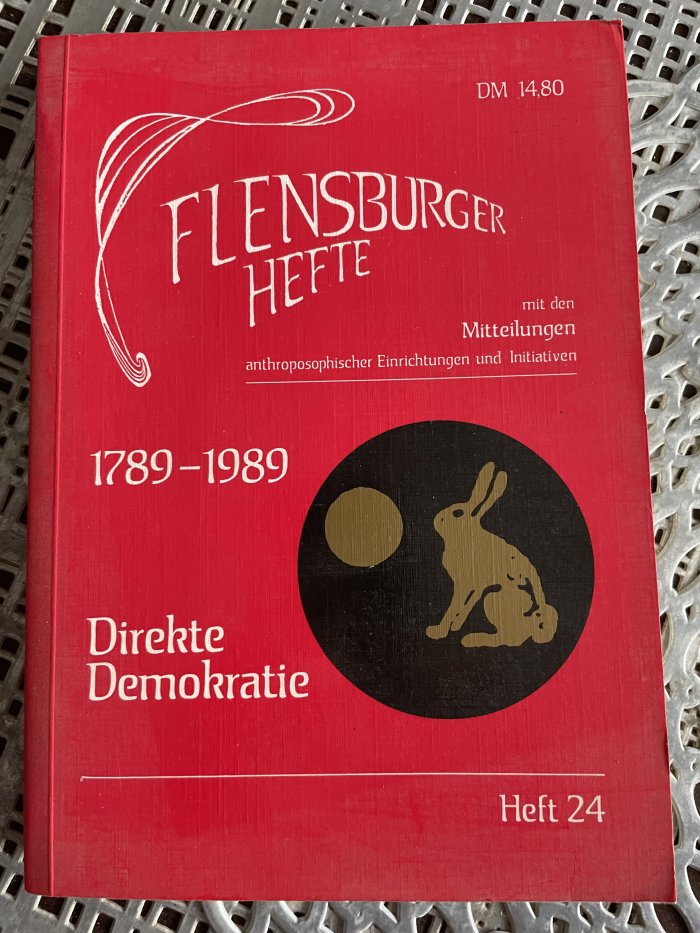 DM 14,80
FLENSBURGER
HEFTE
mit den
Mitteilungen
anthroposophischer Einrichtungen und Initiativen
1789–1989
Direkte
Demokratie
Heft 24